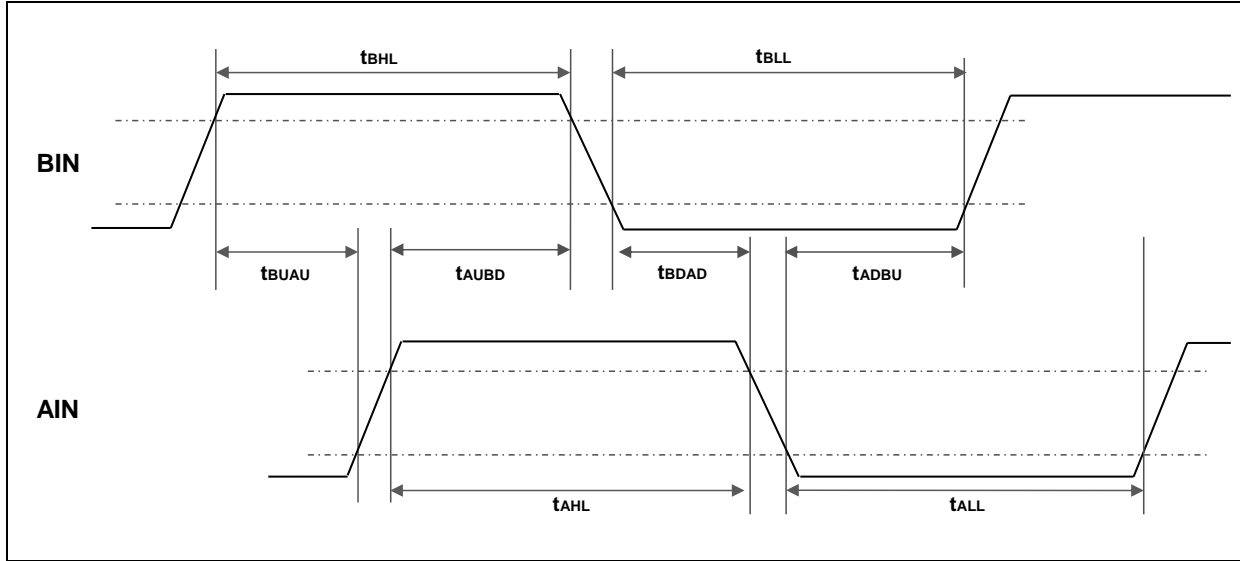 tBHL
tBLL
BIN
tBUAU
tAUBD
tBDAD
tADBU
AIN
tAHL
tALL